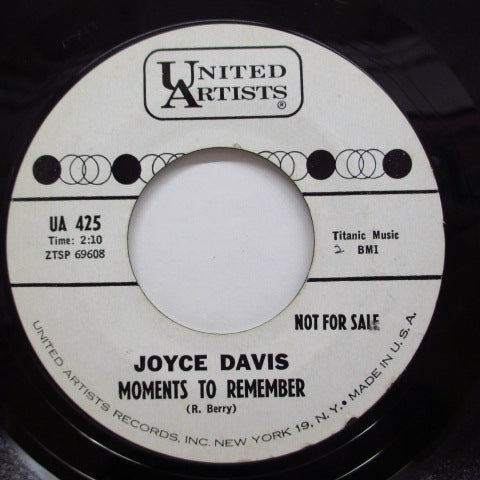 UNITED
ARTISTS ®
UA 425
Time: 2:10
ZTSP 69608
Titanic Music
2 BMI
NOT FOR SALE
JOYCE DAVIS
MOMENTS TO REMEMBER
(R. Berry)
UNITED ARTISTS RECORDS, INC. NEW YORK 19, N. Y. • MADE IN U. S. A.